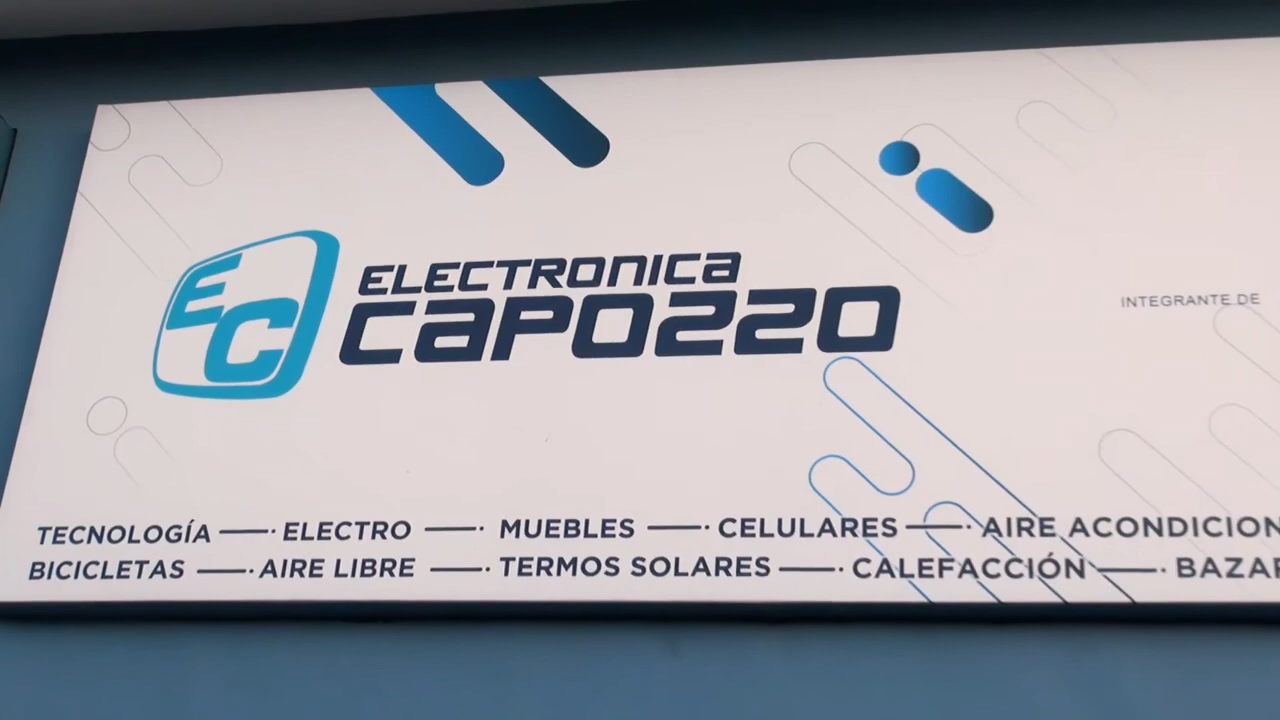 EC
ELECTRONICA
CAPOZZO
INTEGRANTE DE
TECNOLOGÍA —· ELECTRO —· MUEBLES —· CELULARES —· AIRE ACONDICION
BICICLETAS —· AIRE LIBRE —· TERMOS SOLARES —· CALEFACCIÓN —· BAZAR